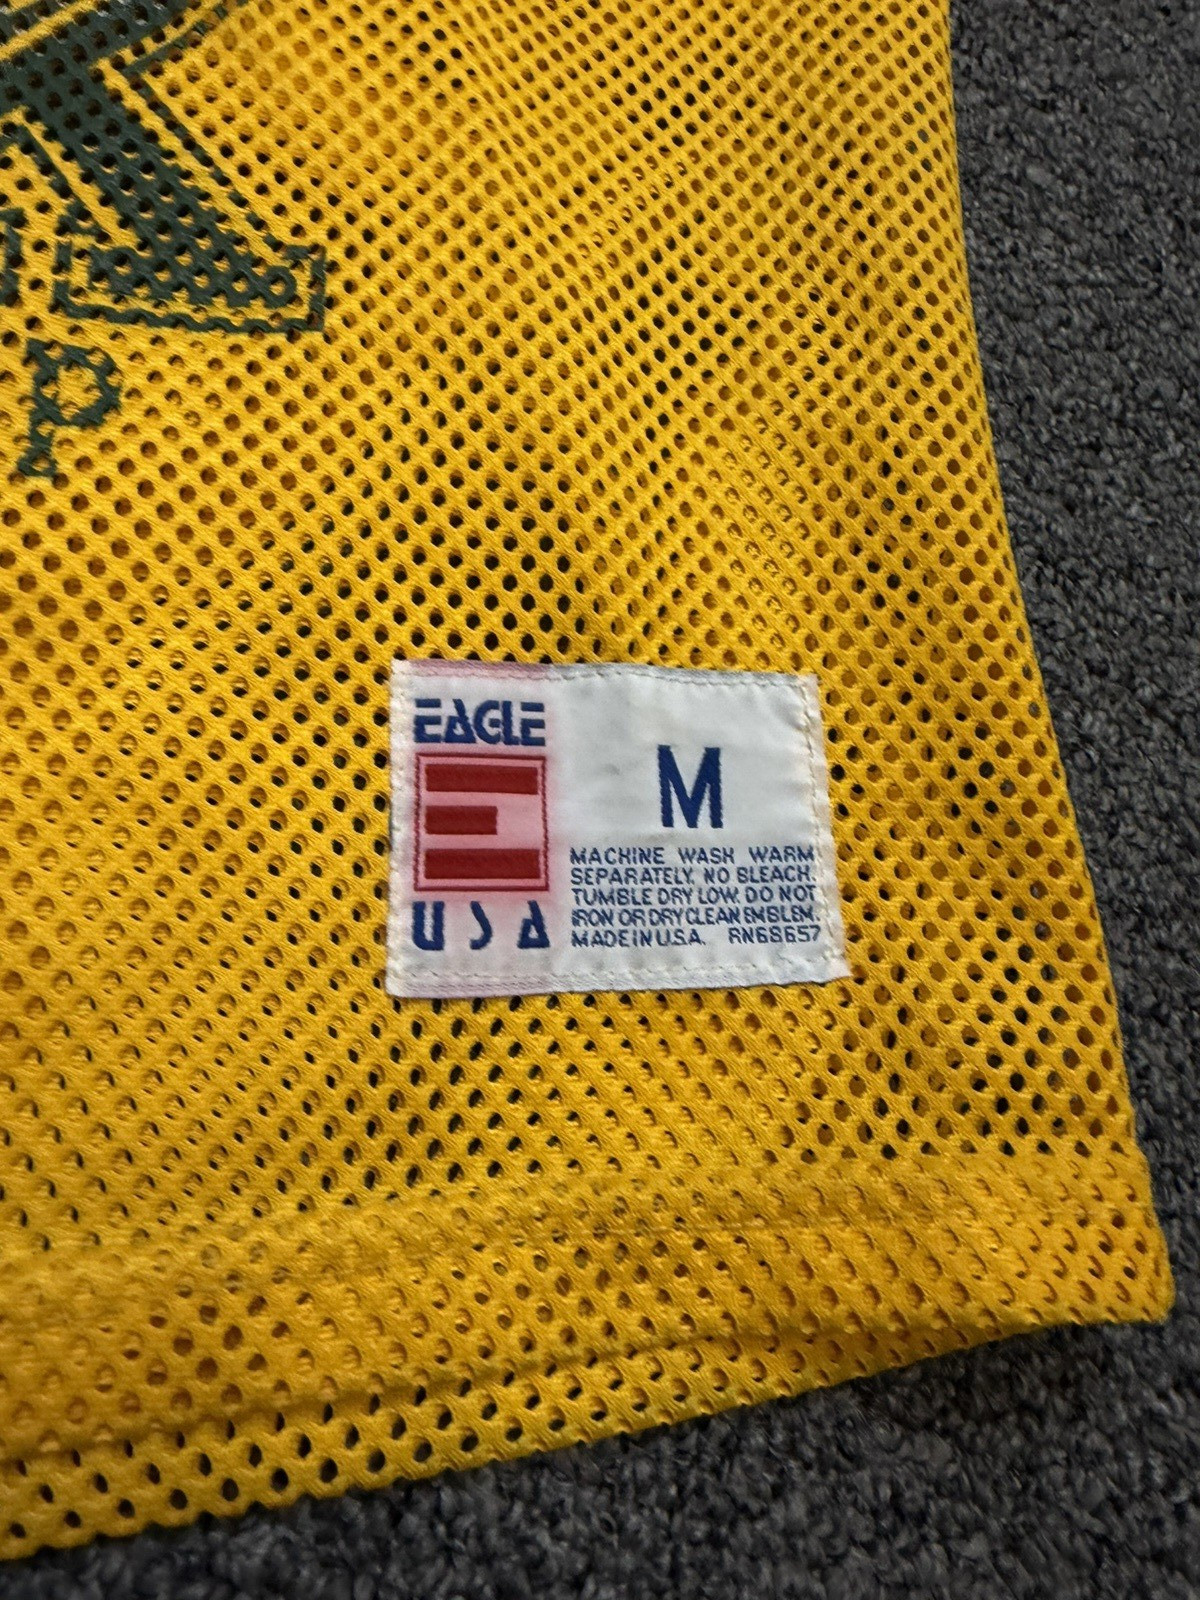 EAGLE
USA
M
MACHINE WASH WARM
SEPARATELY. NO BLEACH.
TUMBLE DRY LOW. DO NOT
IRON OR DRY CLEAN EMBLEM.
MADE IN U.S.A. RN68657